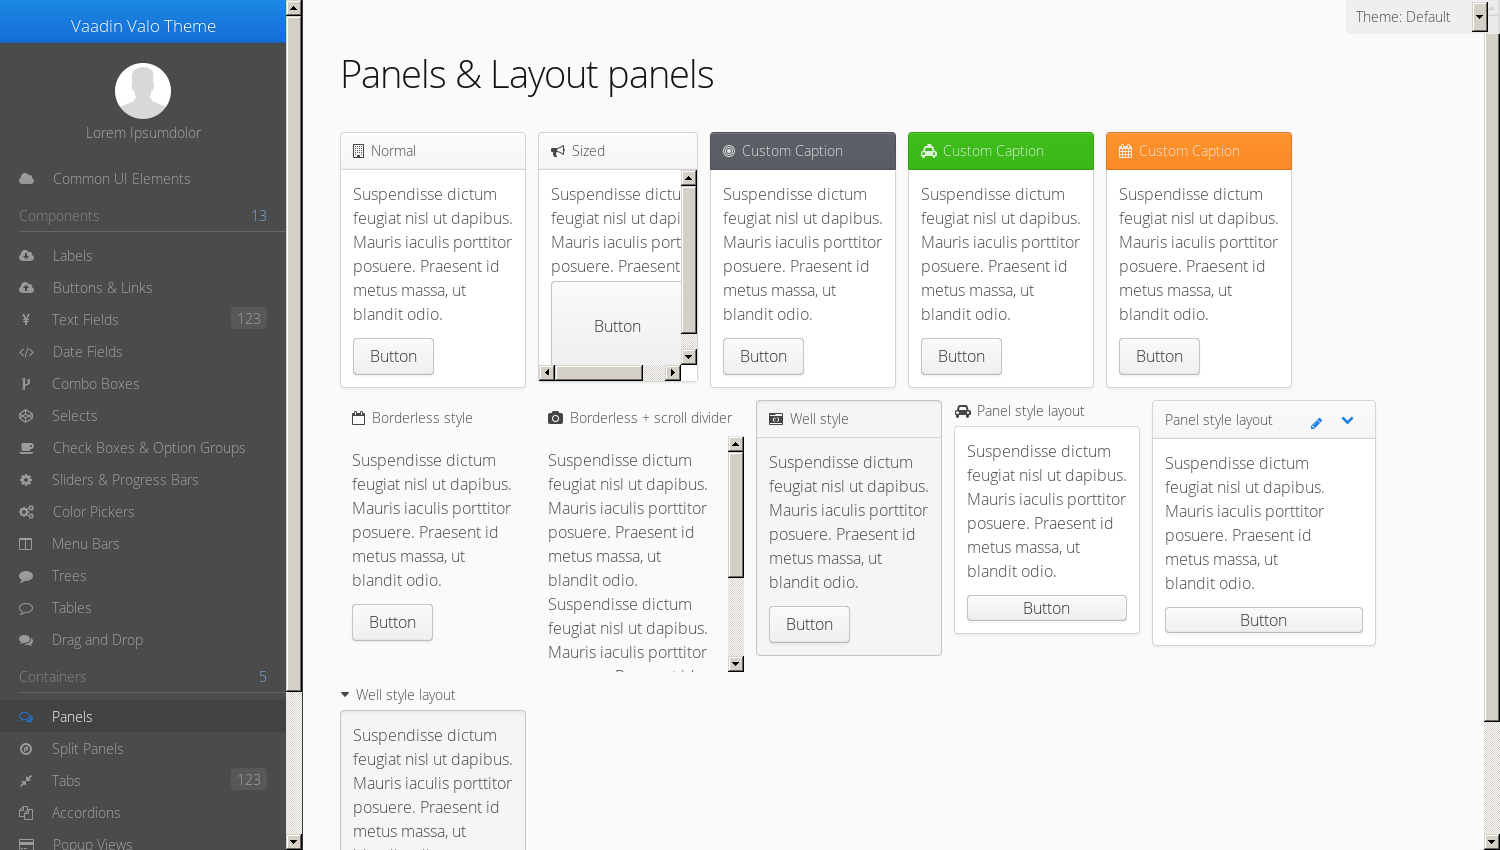 Vaadin Valo Theme
Lorem Ipsumdolor
Common UI Elements
Components 13
Labels
Buttons & Links
Text Fields 123
Date Fields
Combo Boxes
Selects
Check Boxes & Option Groups
Sliders & Progress Bars
Color Pickers
Menu Bars
Trees
Tables
Drag and Drop
Containers 5
Panels
Split Panels
Tabs 123
Accordions
Popup Views
Theme: Default
Panels & Layout panels
Normal
Suspendisse dictum
feugiat nisl ut dapibus.
Mauris iaculis porttitor
posuere. Praesent id
metus massa, ut
blandit odio.
Button
Sized
Suspendisse dictu
feugiat nisl ut dapi
Mauris iaculis port
posuere. Praesent
Button
Custom Caption
Suspendisse dictum
feugiat nisl ut dapibus.
Mauris iaculis porttitor
posuere. Praesent id
metus massa, ut
blandit odio.
Button
Custom Caption
Suspendisse dictum
feugiat nisl ut dapibus.
Mauris iaculis porttitor
posuere. Praesent id
metus massa, ut
blandit odio.
Button
Custom Caption
Suspendisse dictum
feugiat nisl ut dapibus.
Mauris iaculis porttitor
posuere. Praesent id
metus massa, ut
blandit odio.
Button
Borderless style
Suspendisse dictum
feugiat nisl ut dapibus.
Mauris iaculis porttitor
posuere. Praesent id
metus massa, ut
blandit odio.
Button
Borderless + scroll divider
Suspendisse dictum
feugiat nisl ut dapibus.
Mauris iaculis porttitor
posuere. Praesent id
metus massa, ut
blandit odio.
Suspendisse dictum
feugiat nisl ut dapibus.
Mauris iaculis porttitor
Well style
Suspendisse dictum
feugiat nisl ut dapibus.
Mauris iaculis porttitor
posuere. Praesent id
metus massa, ut
blandit odio.
Button
Panel style layout
Suspendisse dictum
feugiat nisl ut dapibus.
Mauris iaculis porttitor
posuere. Praesent id
metus massa, ut
blandit odio.
Button
Panel style layout
Suspendisse dictum
feugiat nisl ut dapibus.
Mauris iaculis porttitor
posuere. Praesent id
metus massa, ut
blandit odio.
Button
Well style layout
Suspendisse dictum
feugiat nisl ut dapibus.
Mauris iaculis porttitor
posuere. Praesent id
metus massa, ut